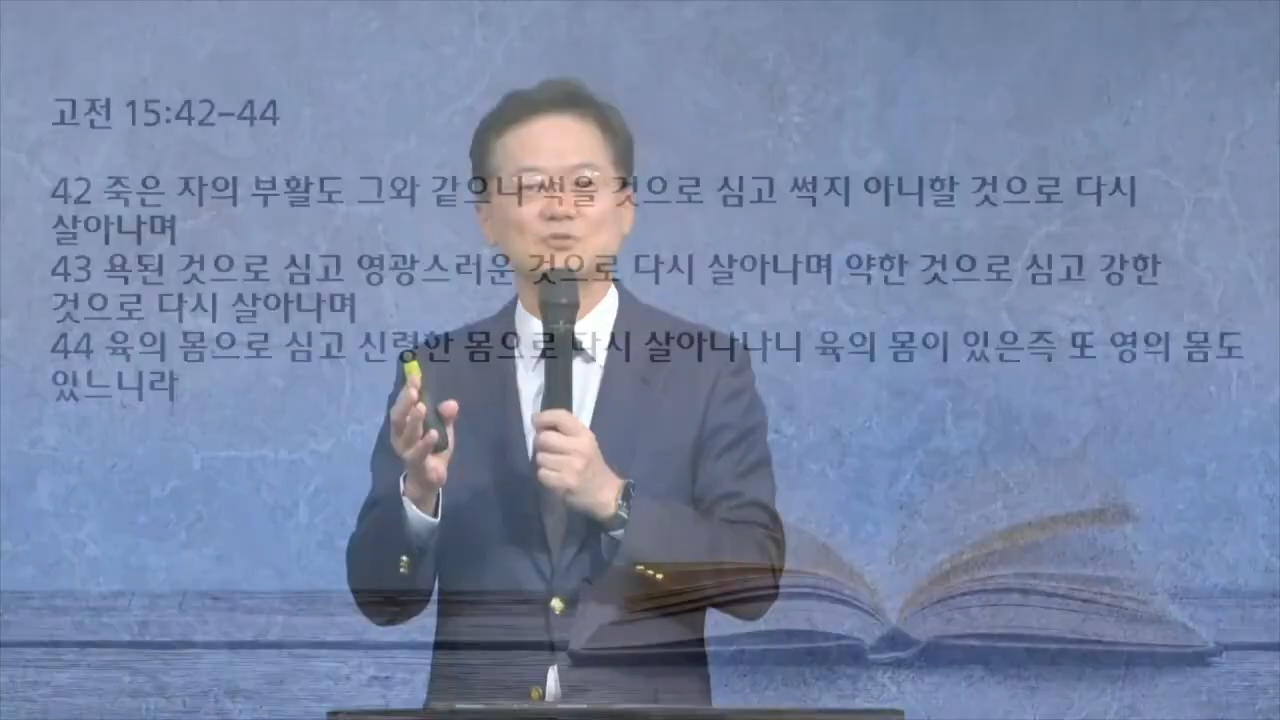 고전 15:42-44
42 죽은 자의 부활도 그와 같으니 썩을 것으로 심고 썩지 아니할 것으로 다시
살아나며
43 욕된 것으로 심고 영광스러운 것으로 다시 살아나며 약한 것으로 심고 강한
것으로 다시 살아나며
44 육의 몸으로 심고 신령한 몸으로 다시 살아나나니 육의 몸이 있은즉 또 영의 몸도
있느니라